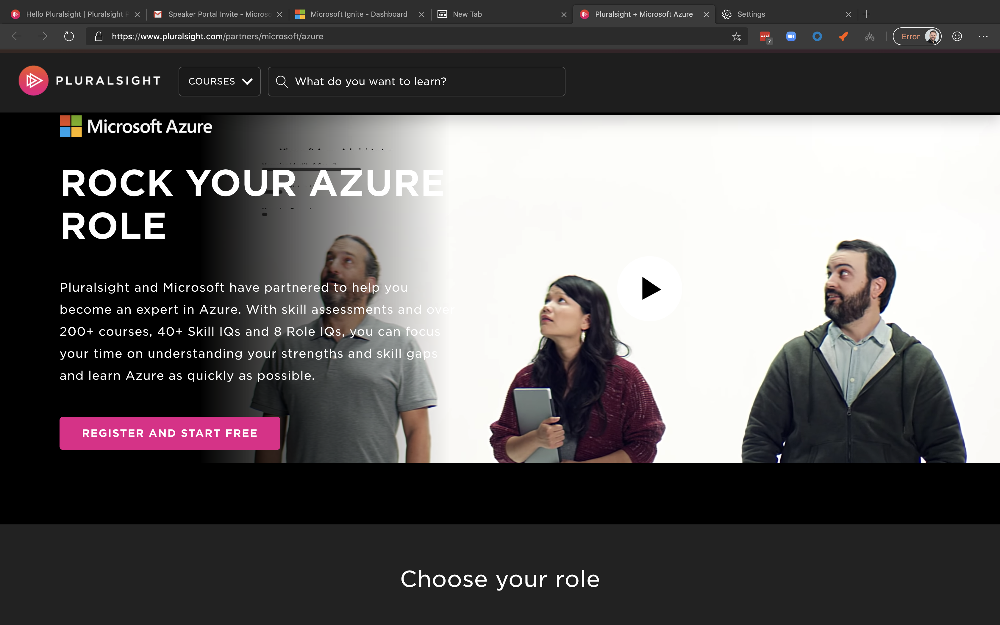 Hello Pluralsight | Pluralsight P
Speaker Portal Invite - Microso
Microsoft Ignite - Dashboard
New Tab
Pluralsight + Microsoft Azure
Settings
https://www.pluralsight.com/partners/microsoft/azure
7
SVG
Error
PLURALSIGHT
COURSES
What do you want to learn?
Microsoft Azure
Microsoft Azure Administrator
ROCK YOUR AZURE
ROLE
Pluralsight and Microsoft have partnered to help you
become an expert in Azure. With skill assessments and over
200+ courses, 40+ Skill IQs and 8 Role IQs, you can focus
your time on understanding your strengths and skill gaps
and learn Azure as quickly as possible.
REGISTER AND START FREE
Choose your role